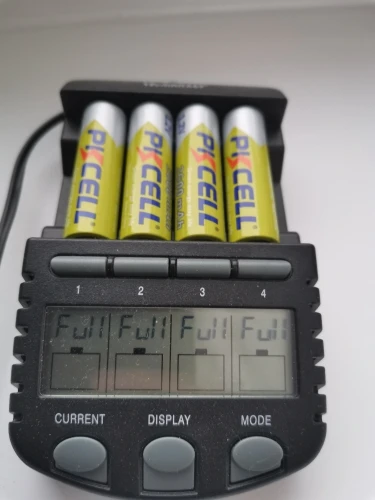 PKCELL
PKCELL
PKCELL
PKCELL
1 2 3 4
Full Full Full Full
CURRENT DISPLAY MODE